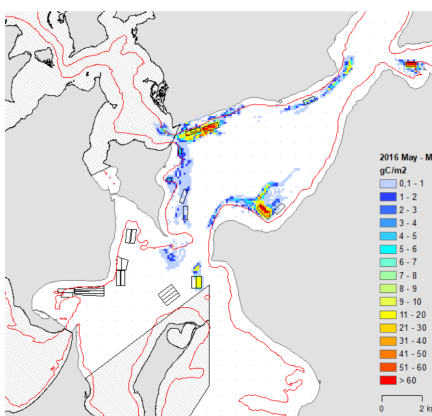 2016 May - M
gC/m2
0,1 - 1
1 - 2
2 - 3
3 - 4
4 - 5
5 - 6
6 - 7
7 - 8
8 - 9
9 - 10
11 - 20
21 - 30
31 - 40
41 - 50
51 - 60
> 60
0 2 k